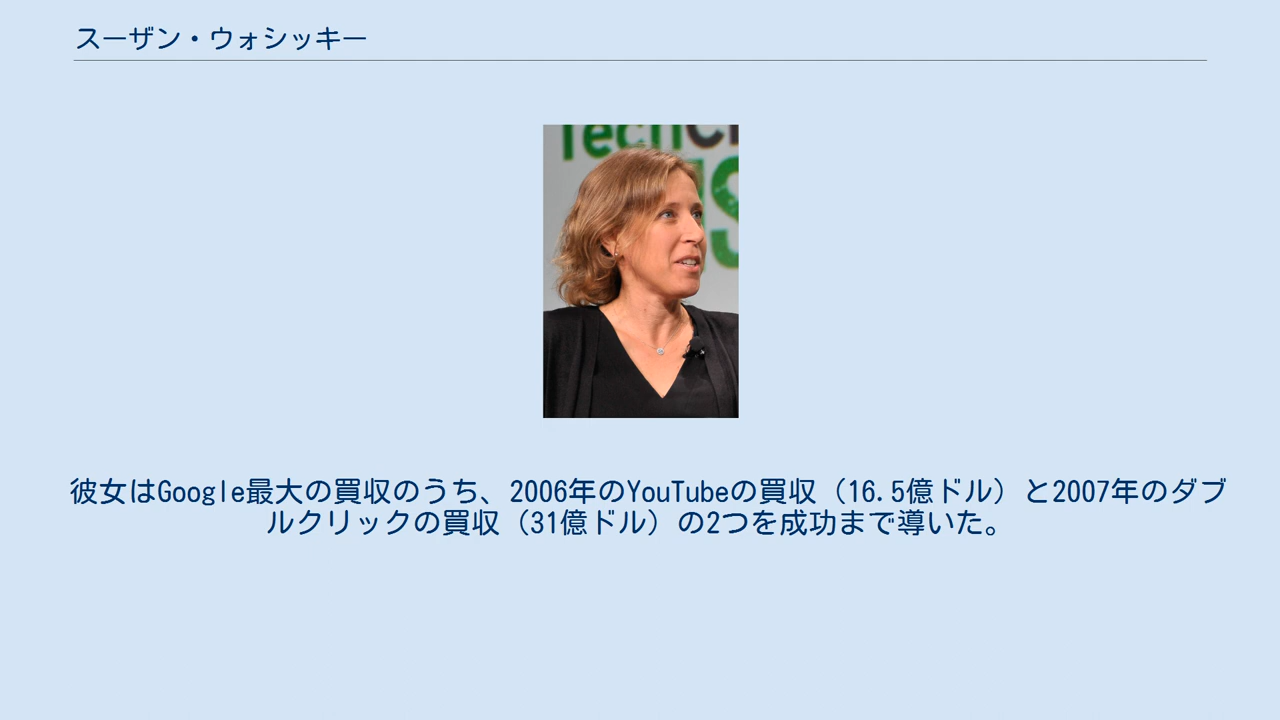 スーザン・ウォシッキー
TechC
IS
彼女はGoogle最大の買収のうち、2006年のYouTubeの買収（16.5億ドル）と2007年のダブ
ルクリックの買収（31億ドル）の2つを成功まで導いた。